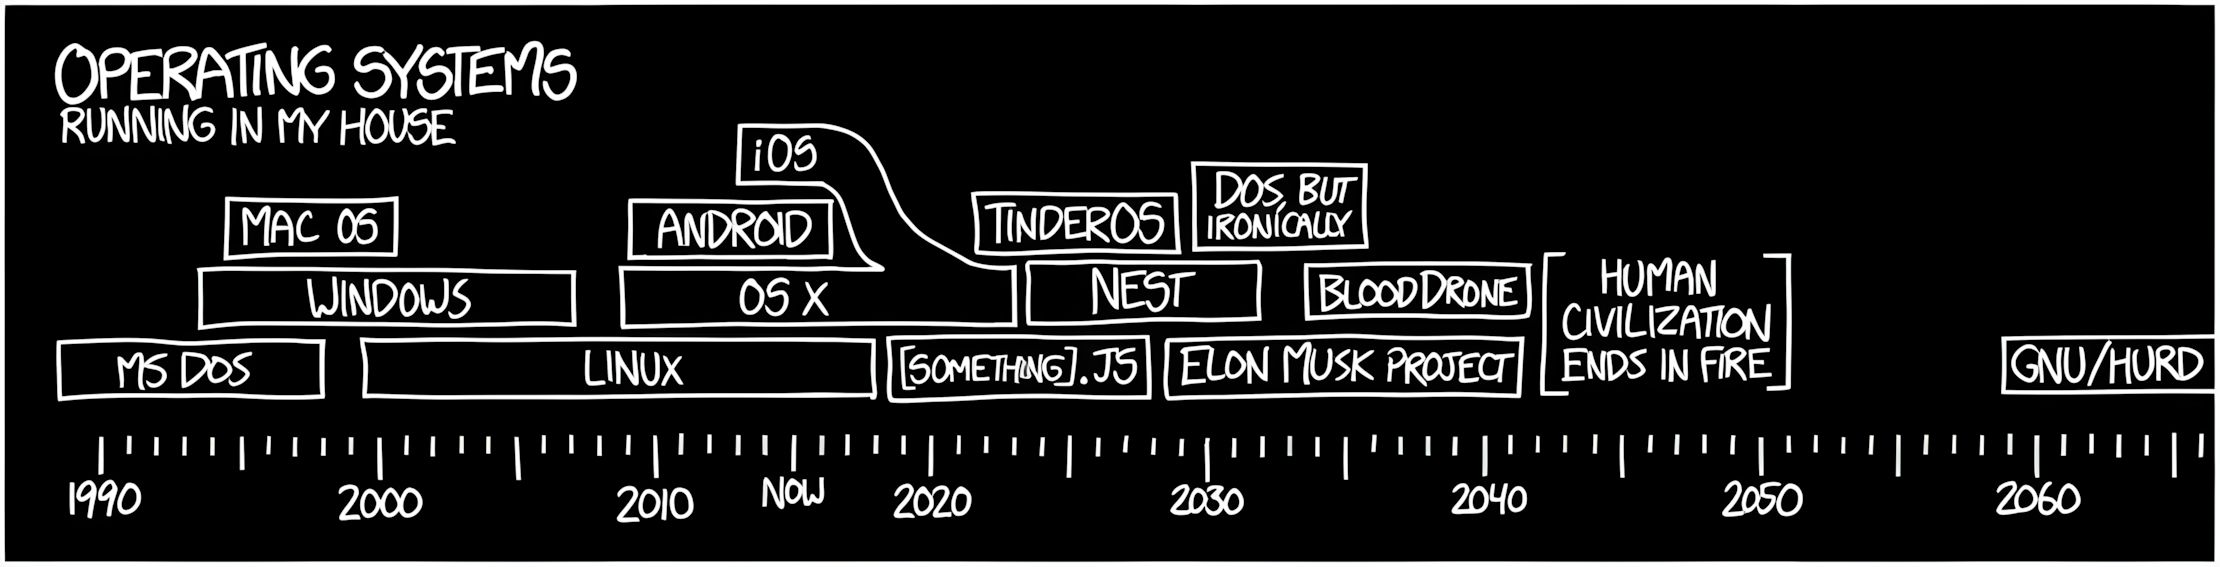 OPERATING SYSTEMS
RUNNING IN MY HOUSE
iOS
MAC OS
ANDROID
TINDEROS
DOS, BUT
IRONICALLY
WINDOWS
OS X
NEST
BLOODDRONE
HUMAN
CIVILIZATION
ENDS IN FIRE
MS DOS
LINUX
[SOMETHING].JS
ELON MUSK PROJECT
GNU/HURD
1990 2000 2010 NOW 2020 2030 2040 2050 2060